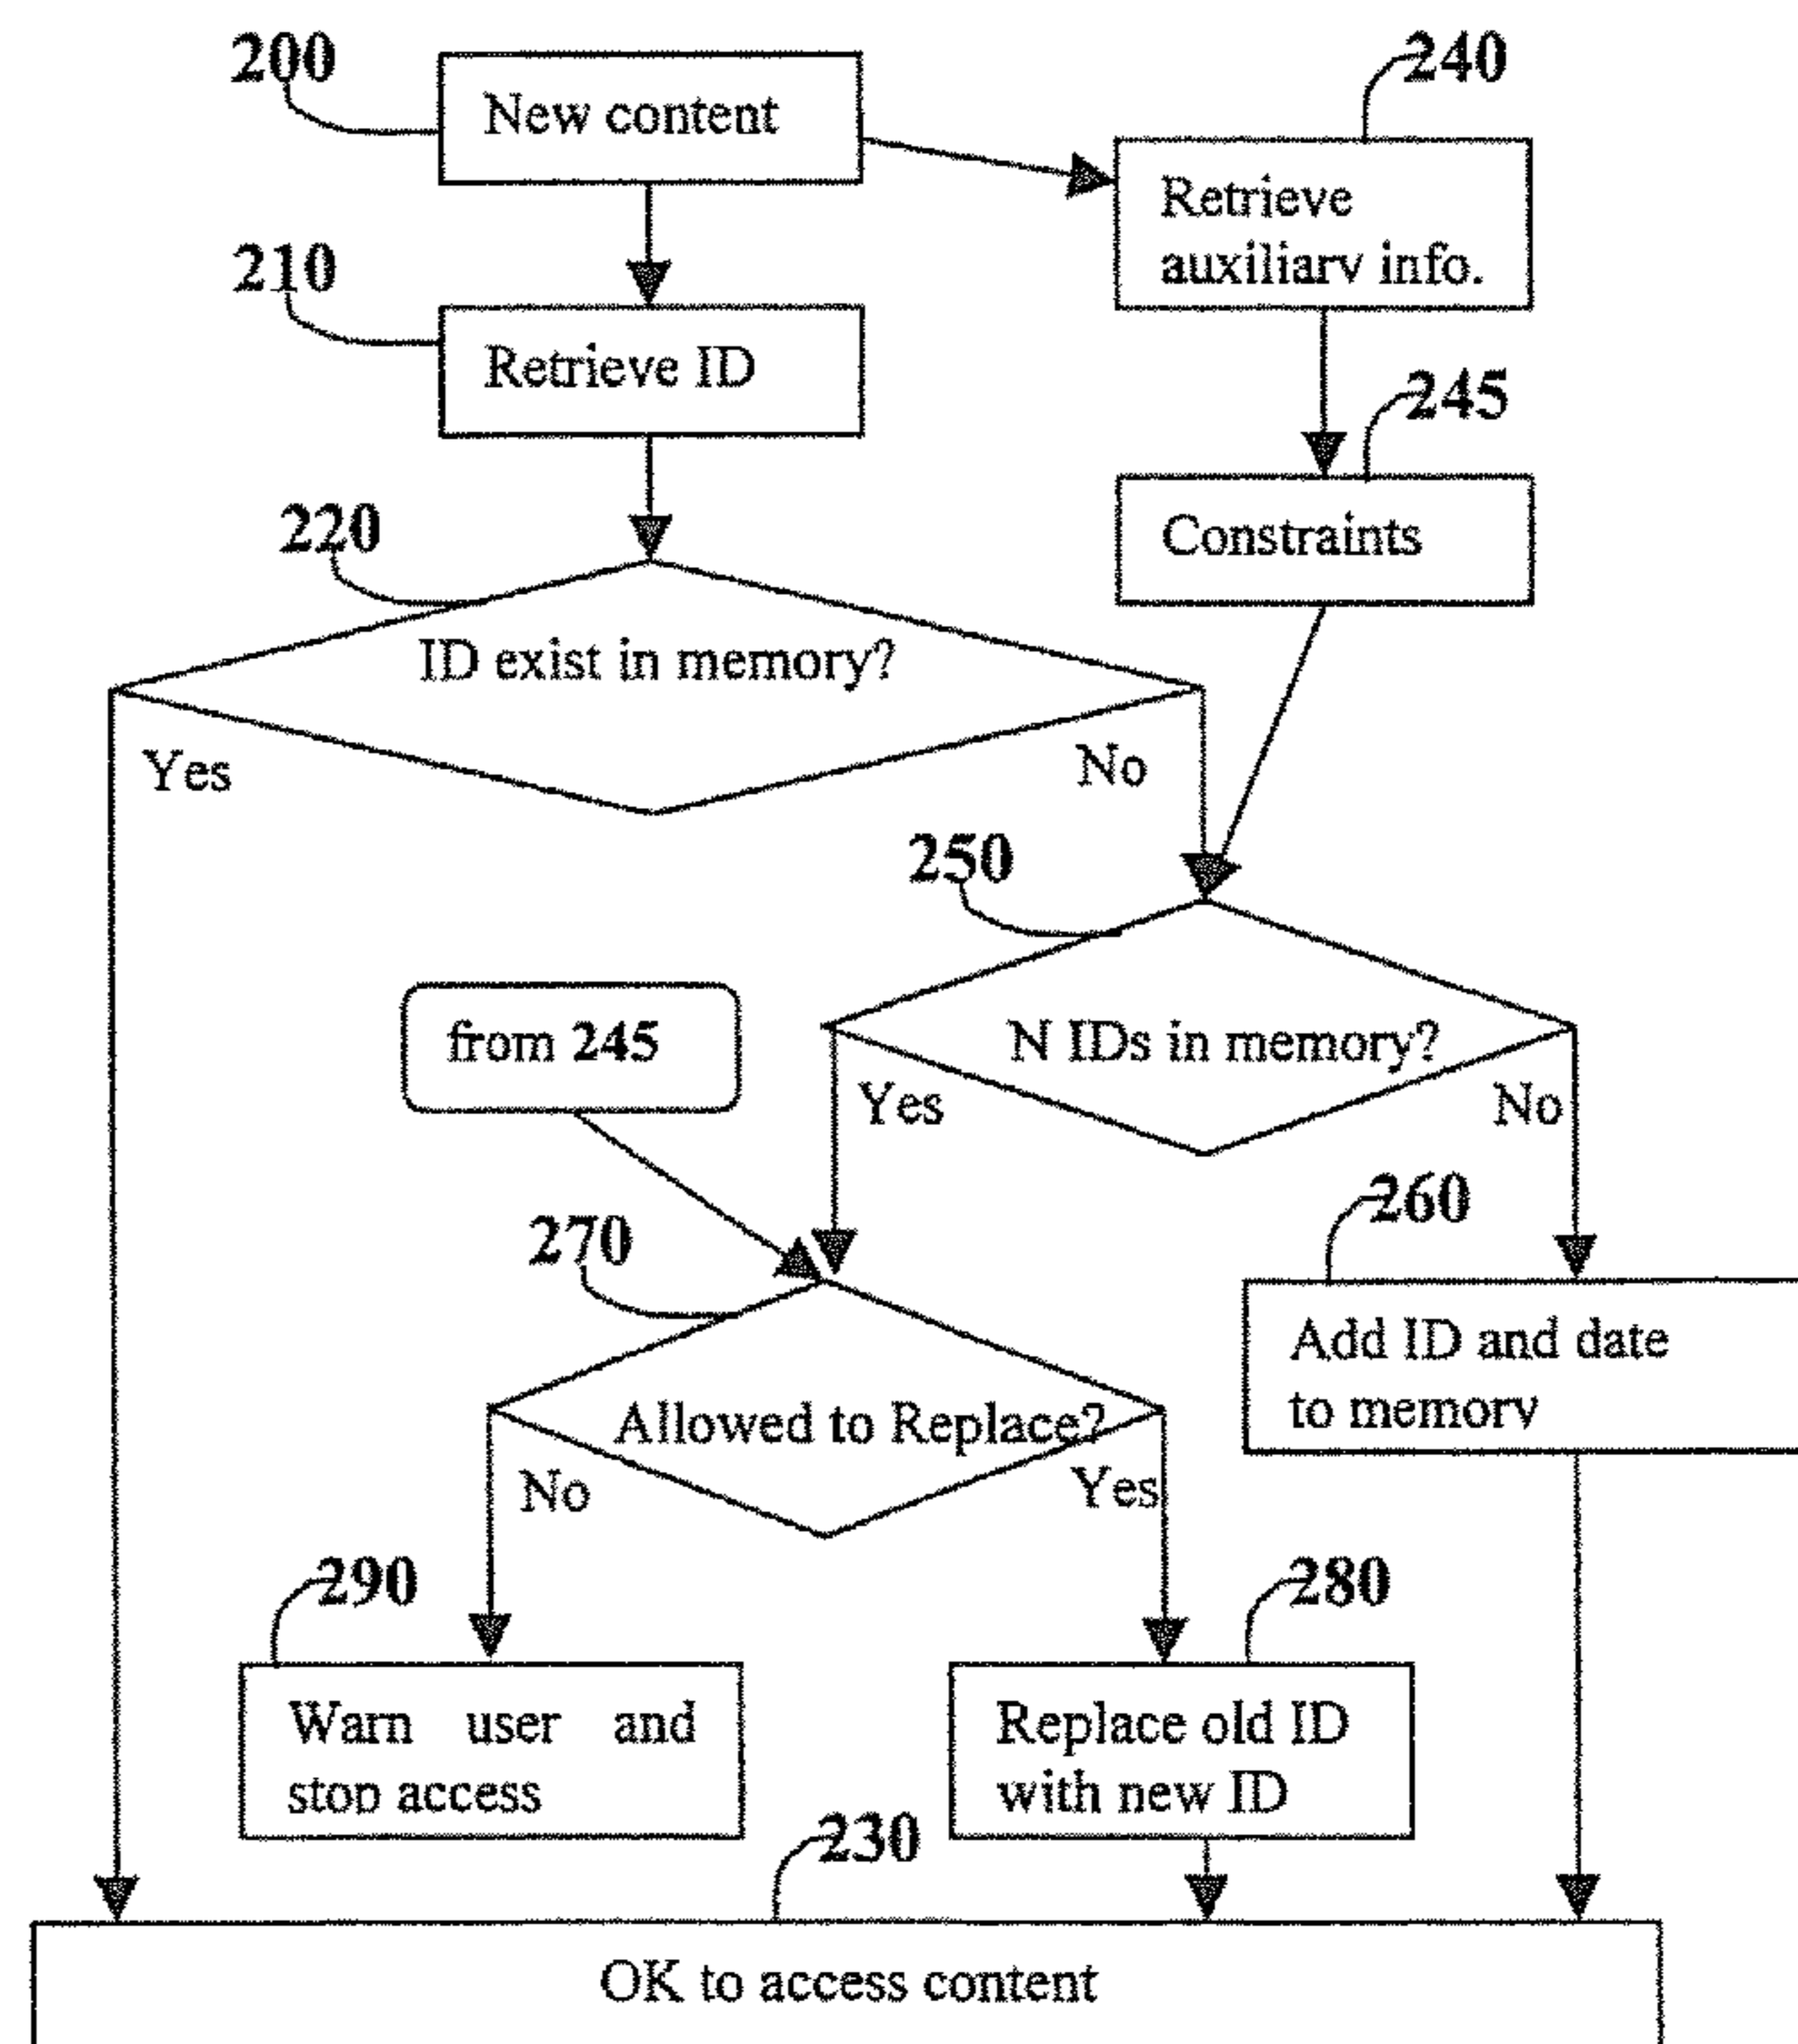 200
New content
240
Retrieve
auxiliary info.
210
Retrieve ID
245
Constraints
220
ID exist in memory?
Yes
No
250
N IDs in memory?
from 245
Yes
No
260
Add ID and date
to memory
270
Allowed to Replace?
No
Yes
290
Warn user and
stop access
280
Replace old ID
with new ID
230
OK to access content